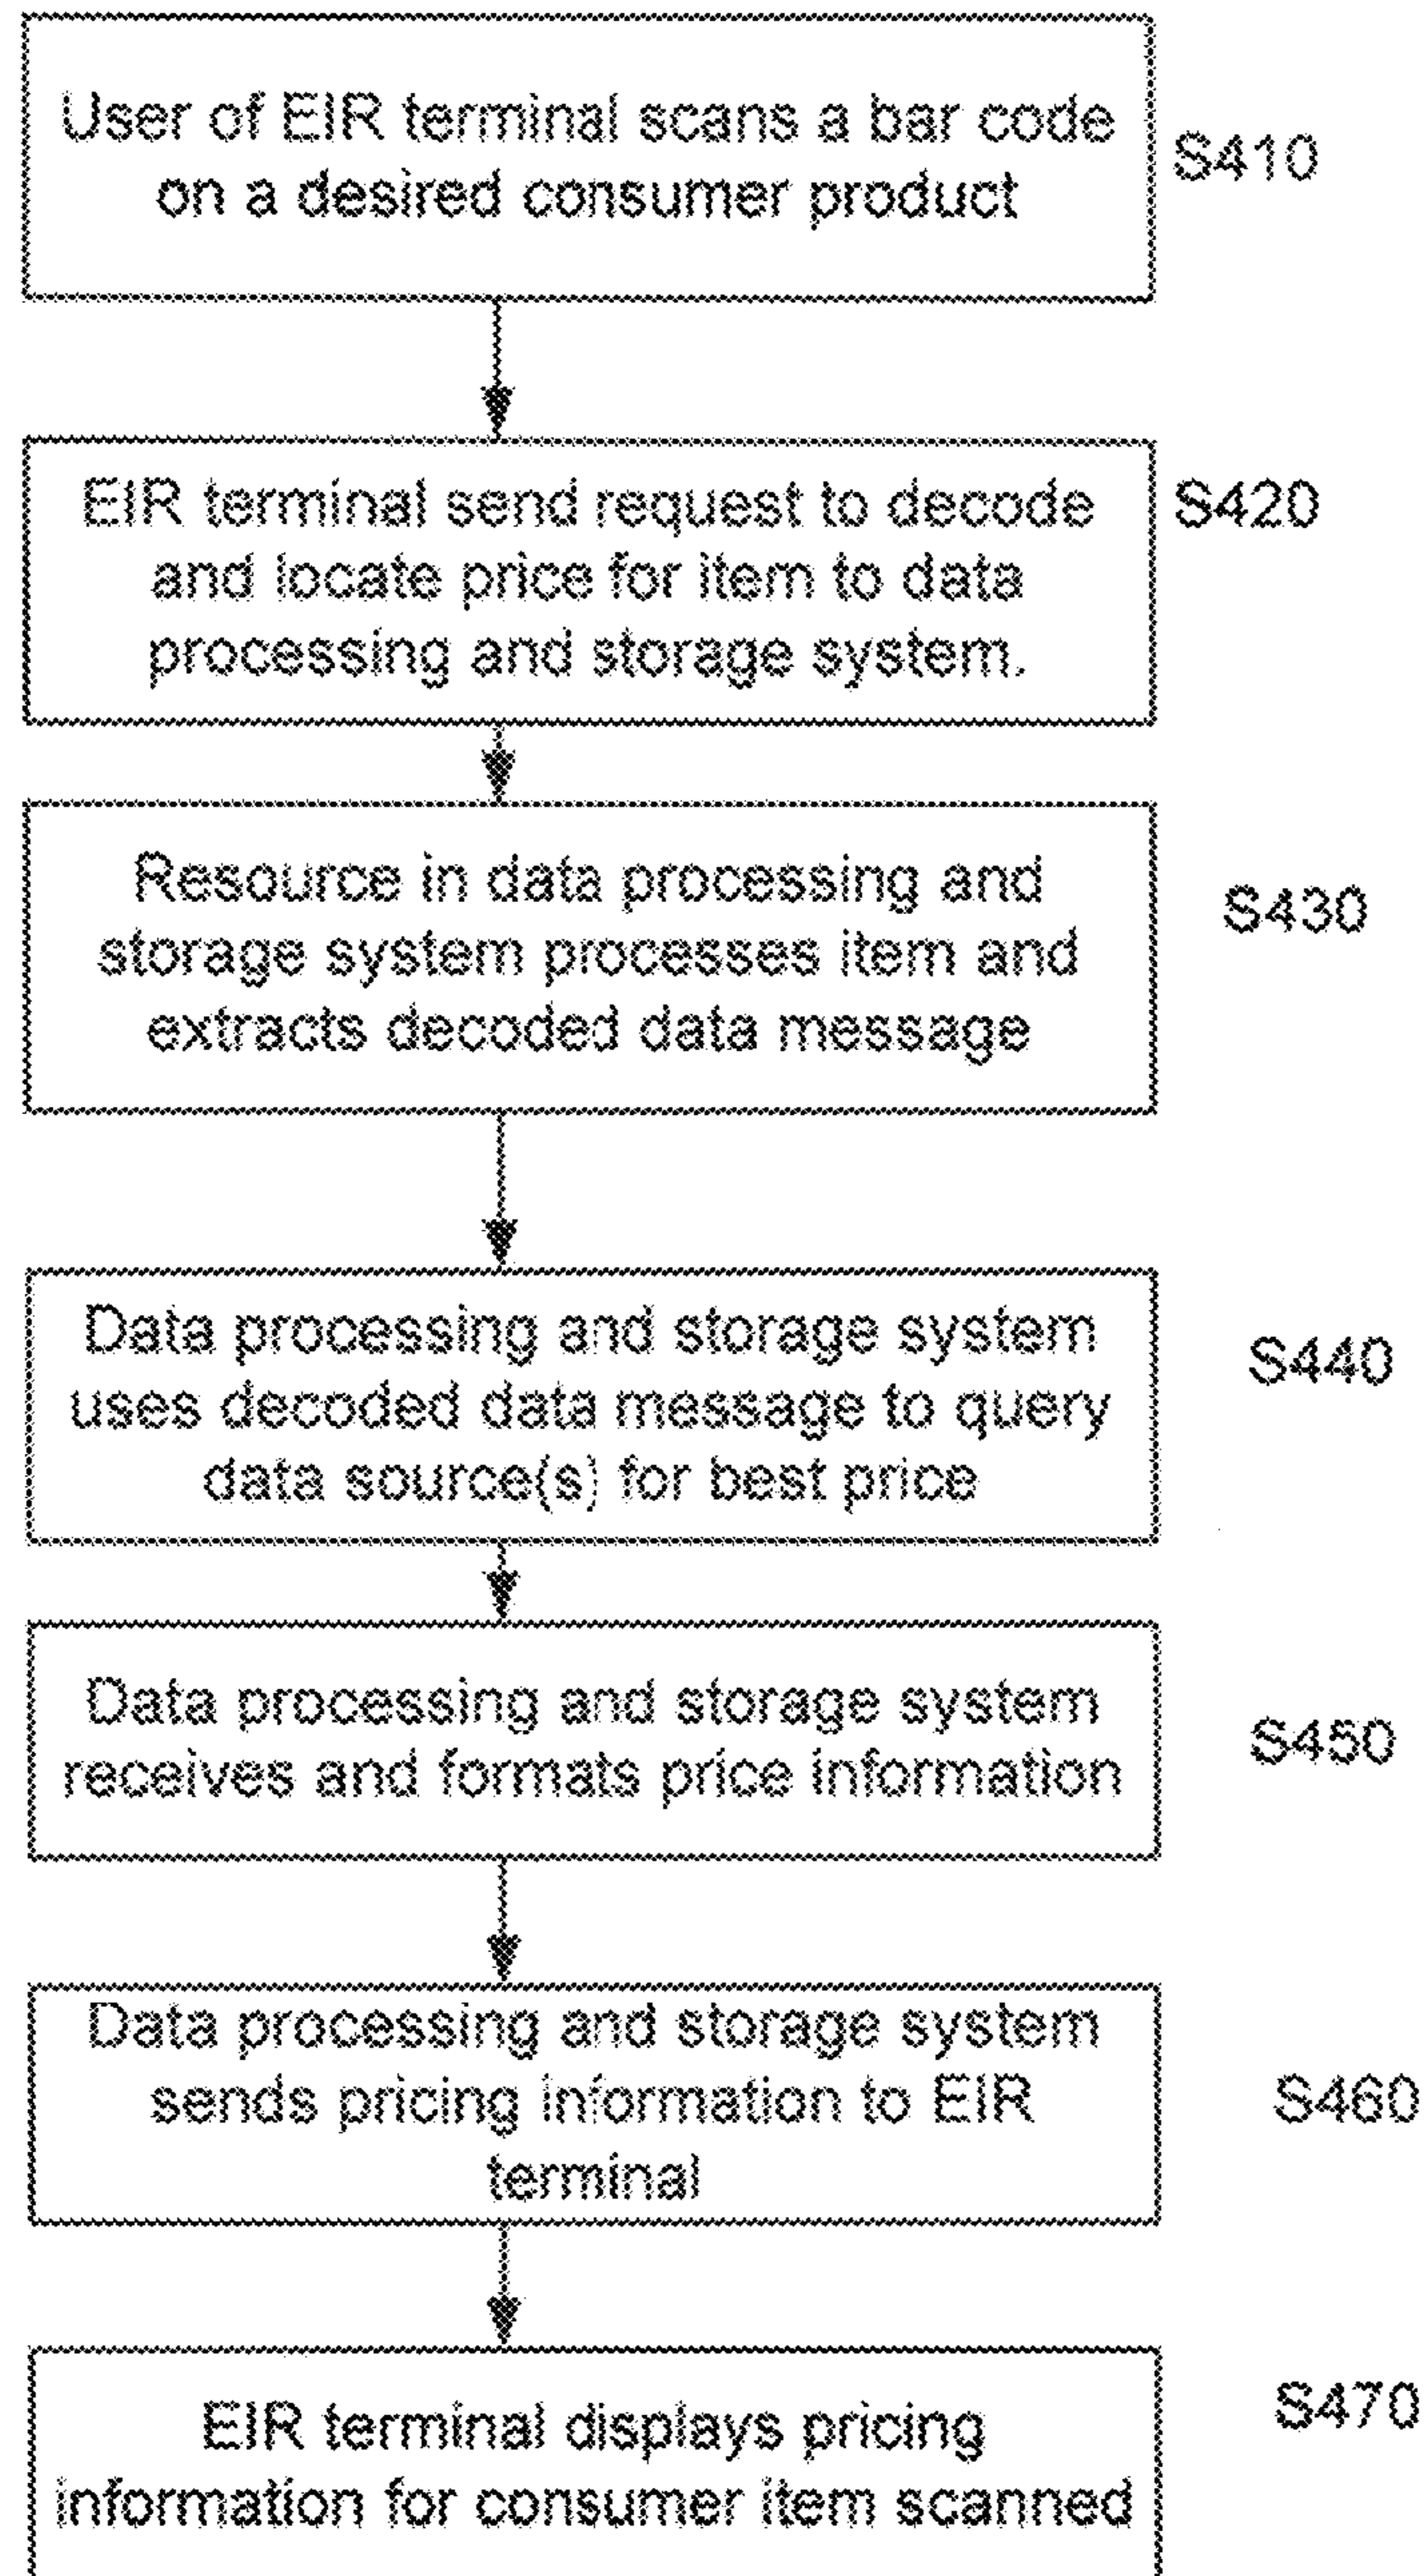 User of EIR terminal scans a bar code
on a desired consumer product
S410
EIR terminal send request to decode
and locate price for item to data
processing and storage system.
S420
Resource in data processing and
storage system processes item and
extracts decoded data message
S430
Data processing and storage system
uses decoded data message to query
data source(s) for best price
S440
Data processing and storage system
receives and formats price information
S450
Data processing and storage system
sends pricing information to EIR
terminal
S460
EIR terminal displays pricing
information for consumer item scanned
S470